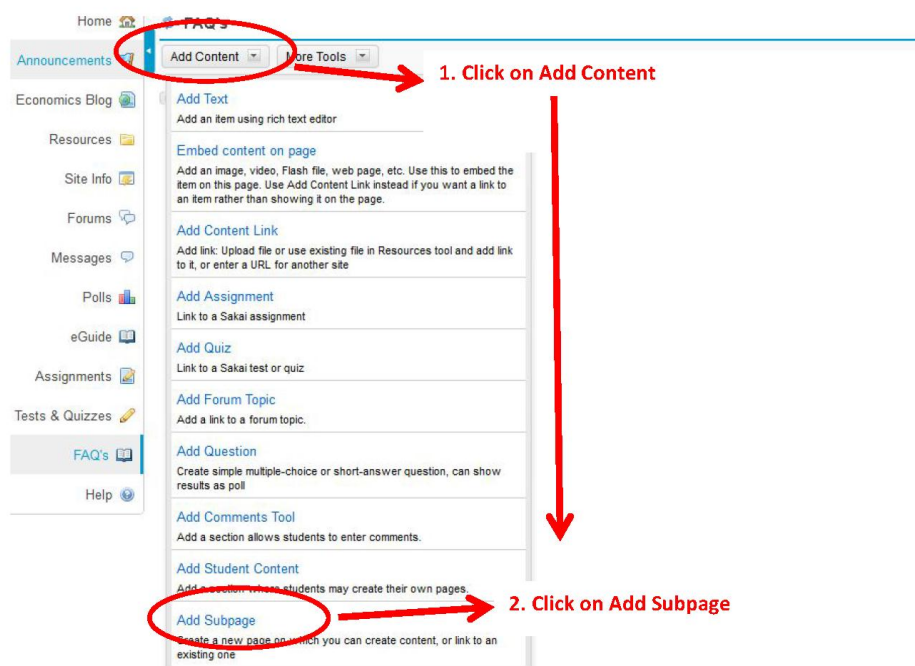 Home
FAQ's
Announcements
Add Content
More Tools
1. Click on Add Content
Economics Blog
Resources
Site Info
Forums
Messages
Polls
eGuide
Assignments
Tests & Quizzes
FAQ's
Help
Add Text
Add an item using rich text editor
Embed content on page
Add an image, video, Flash file, web page, etc. Use this to embed the
item on this page. Use Add Content Link instead if you want a link to
an item rather than showing it on the page.
Add Content Link
Add link: Upload file or use existing file in Resources tool and add link
to it, or enter a URL for another site
Add Assignment
Link to a Sakai assignment
Add Quiz
Link to a Sakai test or quiz
Add Forum Topic
Add a link to a forum topic.
Add Question
Create simple multiple-choice or short-answer question, can show
results as poll
Add Comments Tool
Add a section allows students to enter comments.
Add Student Content
Add a section where students may create their own pages.
Add Subpage
2. Click on Add Subpage
Create a new page on which you can create content, or link to an
existing one